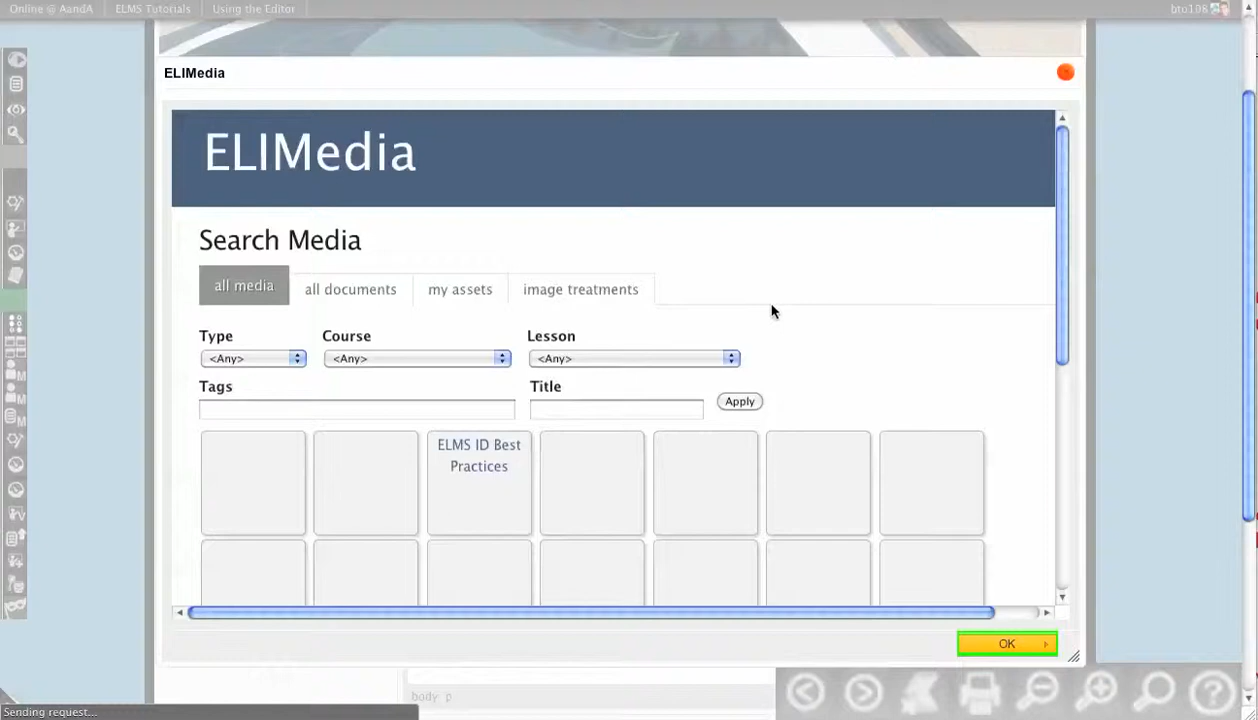 Online @ AandA ELMS Tutorials Using the Editor bto108
ELIMedia
ELIMedia
Search Media
all media all documents my assets image treatments
Type Course Lesson
<Any> <Any> <Any>
Tags Title
Apply
ELMS ID Best
Practices
OK
body p
Sending request...